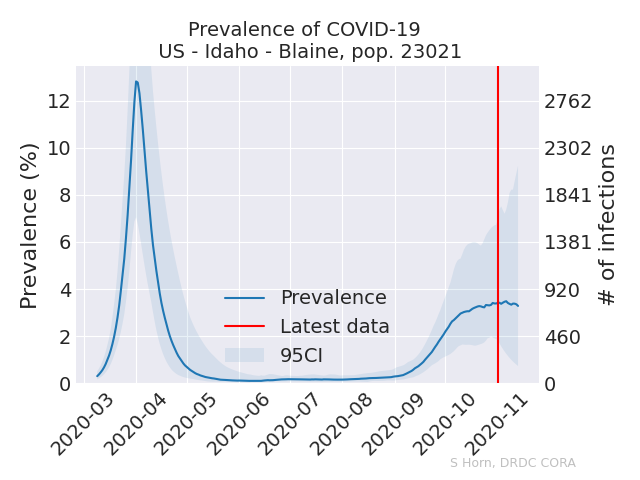 Prevalence of COVID-19
US - Idaho - Blaine, pop. 23021
Prevalence (%)
12
10
8
6
4
2
0
2762
2302
1841
1381
920
460
0
# of infections
Prevalence
Latest data
95CI
2020-03
2020-04
2020-05
2020-06
2020-07
2020-08
2020-09
2020-10
2020-11
S Horn, DRDC CORA